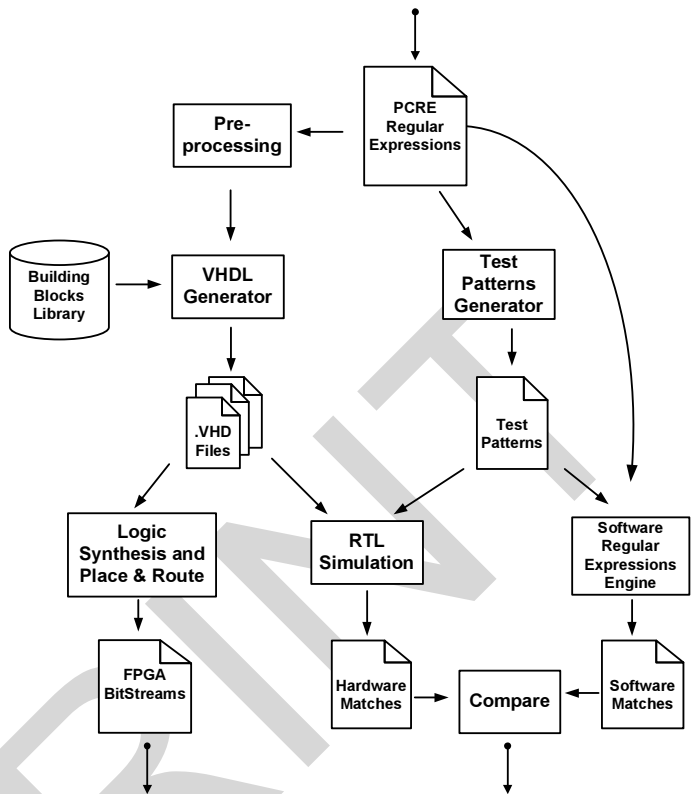 PCRE
Regular
Expressions
Pre-
processing
Building
Blocks
Library
VHDL
Generator
Test
Patterns
Generator
.VHD
Files
Test
Patterns
Logic
Synthesis and
Place & Route
RTL
Simulation
Software
Regular
Expressions
Engine
FPGA
BitStreams
Hardware
Matches
Compare
Software
Matches
RINT